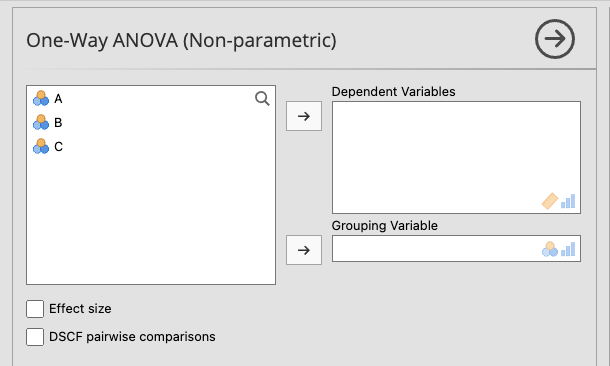 One-Way ANOVA (Non-parametric)
A
B
C
Dependent Variables
Grouping Variable
Effect size
DSCF pairwise comparisons